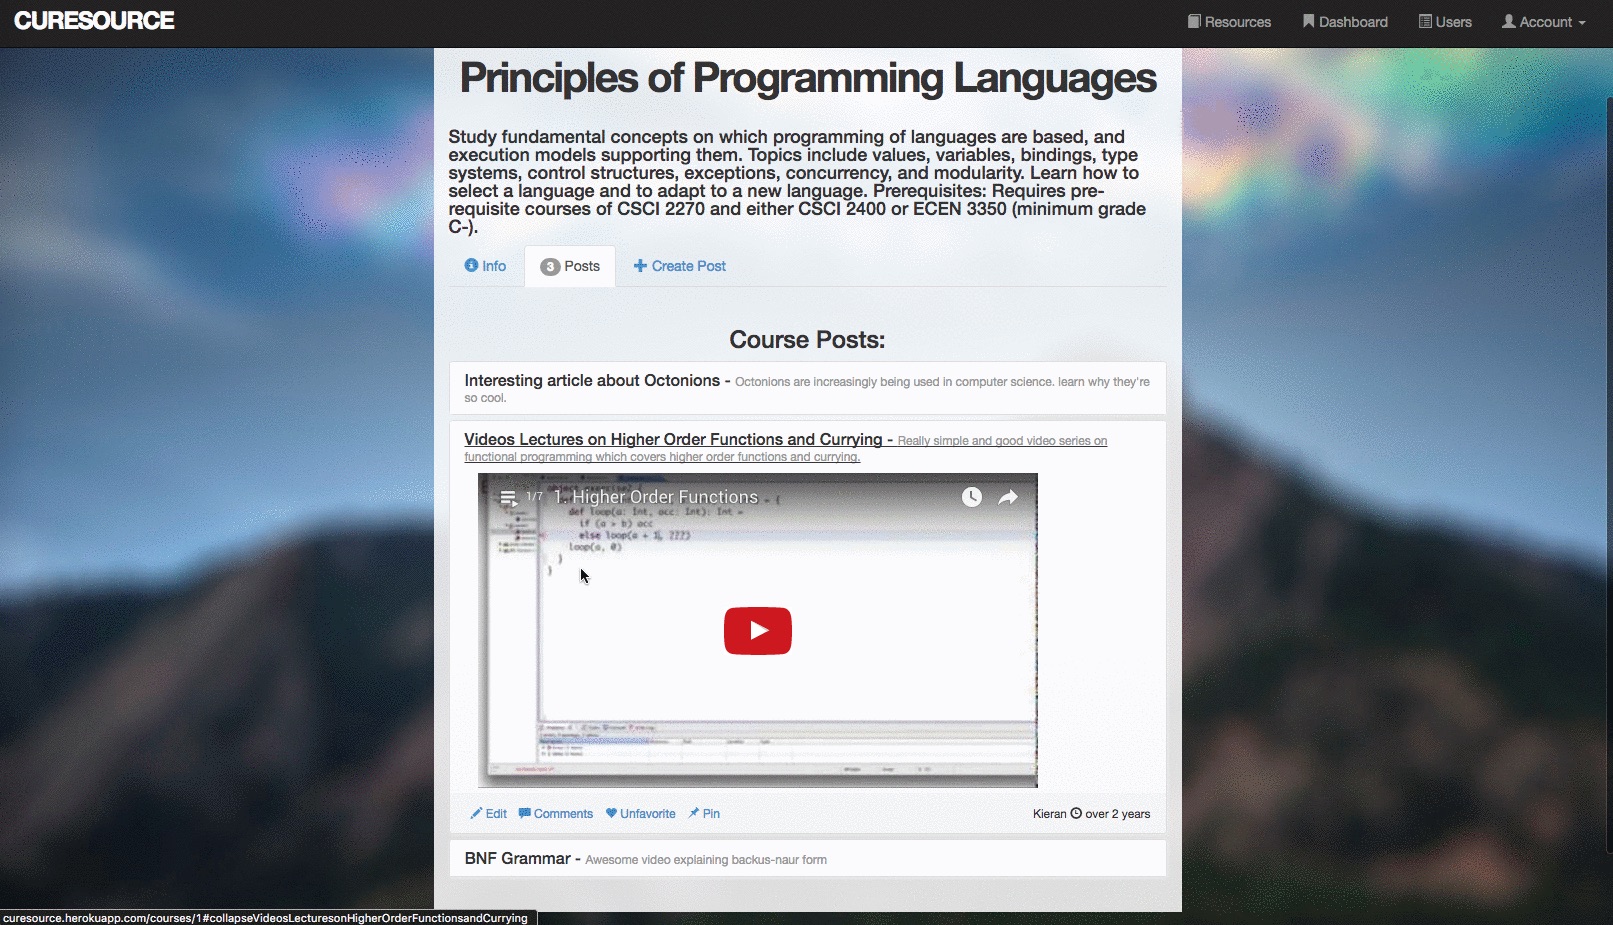 CURESOURCE
Resources
Dashboard
Users
Account
Principles of Programming Languages
Study fundamental concepts on which programming of languages are based, and
execution models supporting them. Topics include values, variables, bindings, type
systems, control structures, exceptions, concurrency, and modularity. Learn how to
select a language and to adapt to a new language. Prerequisites: Requires pre-
requisite courses of CSCI 2270 and either CSCI 2400 or ECEN 3350 (minimum grade
C-).
Info
3 Posts
Create Post
Course Posts:
Interesting article about Octonions - Octonions are increasingly being used in computer science. learn why they're
so cool.
Videos Lectures on Higher Order Functions and Currying - Really simple and good video series on
functional programming which covers higher order functions and currying.
1/7 1. Higher Order Functions
def loop(a: Int, acc: Int): Int =
if (a > b) acc
else loop(a + 1, ???)
loop(a, 0)
}
}
Edit Comments Unfavorite Pin
Kieran over 2 years
BNF Grammar - Awesome video explaining backus-naur form
curesource.herokuapp.com/courses/1#collapseVideosLecturesonHigherOrderFunctionsandCurrying